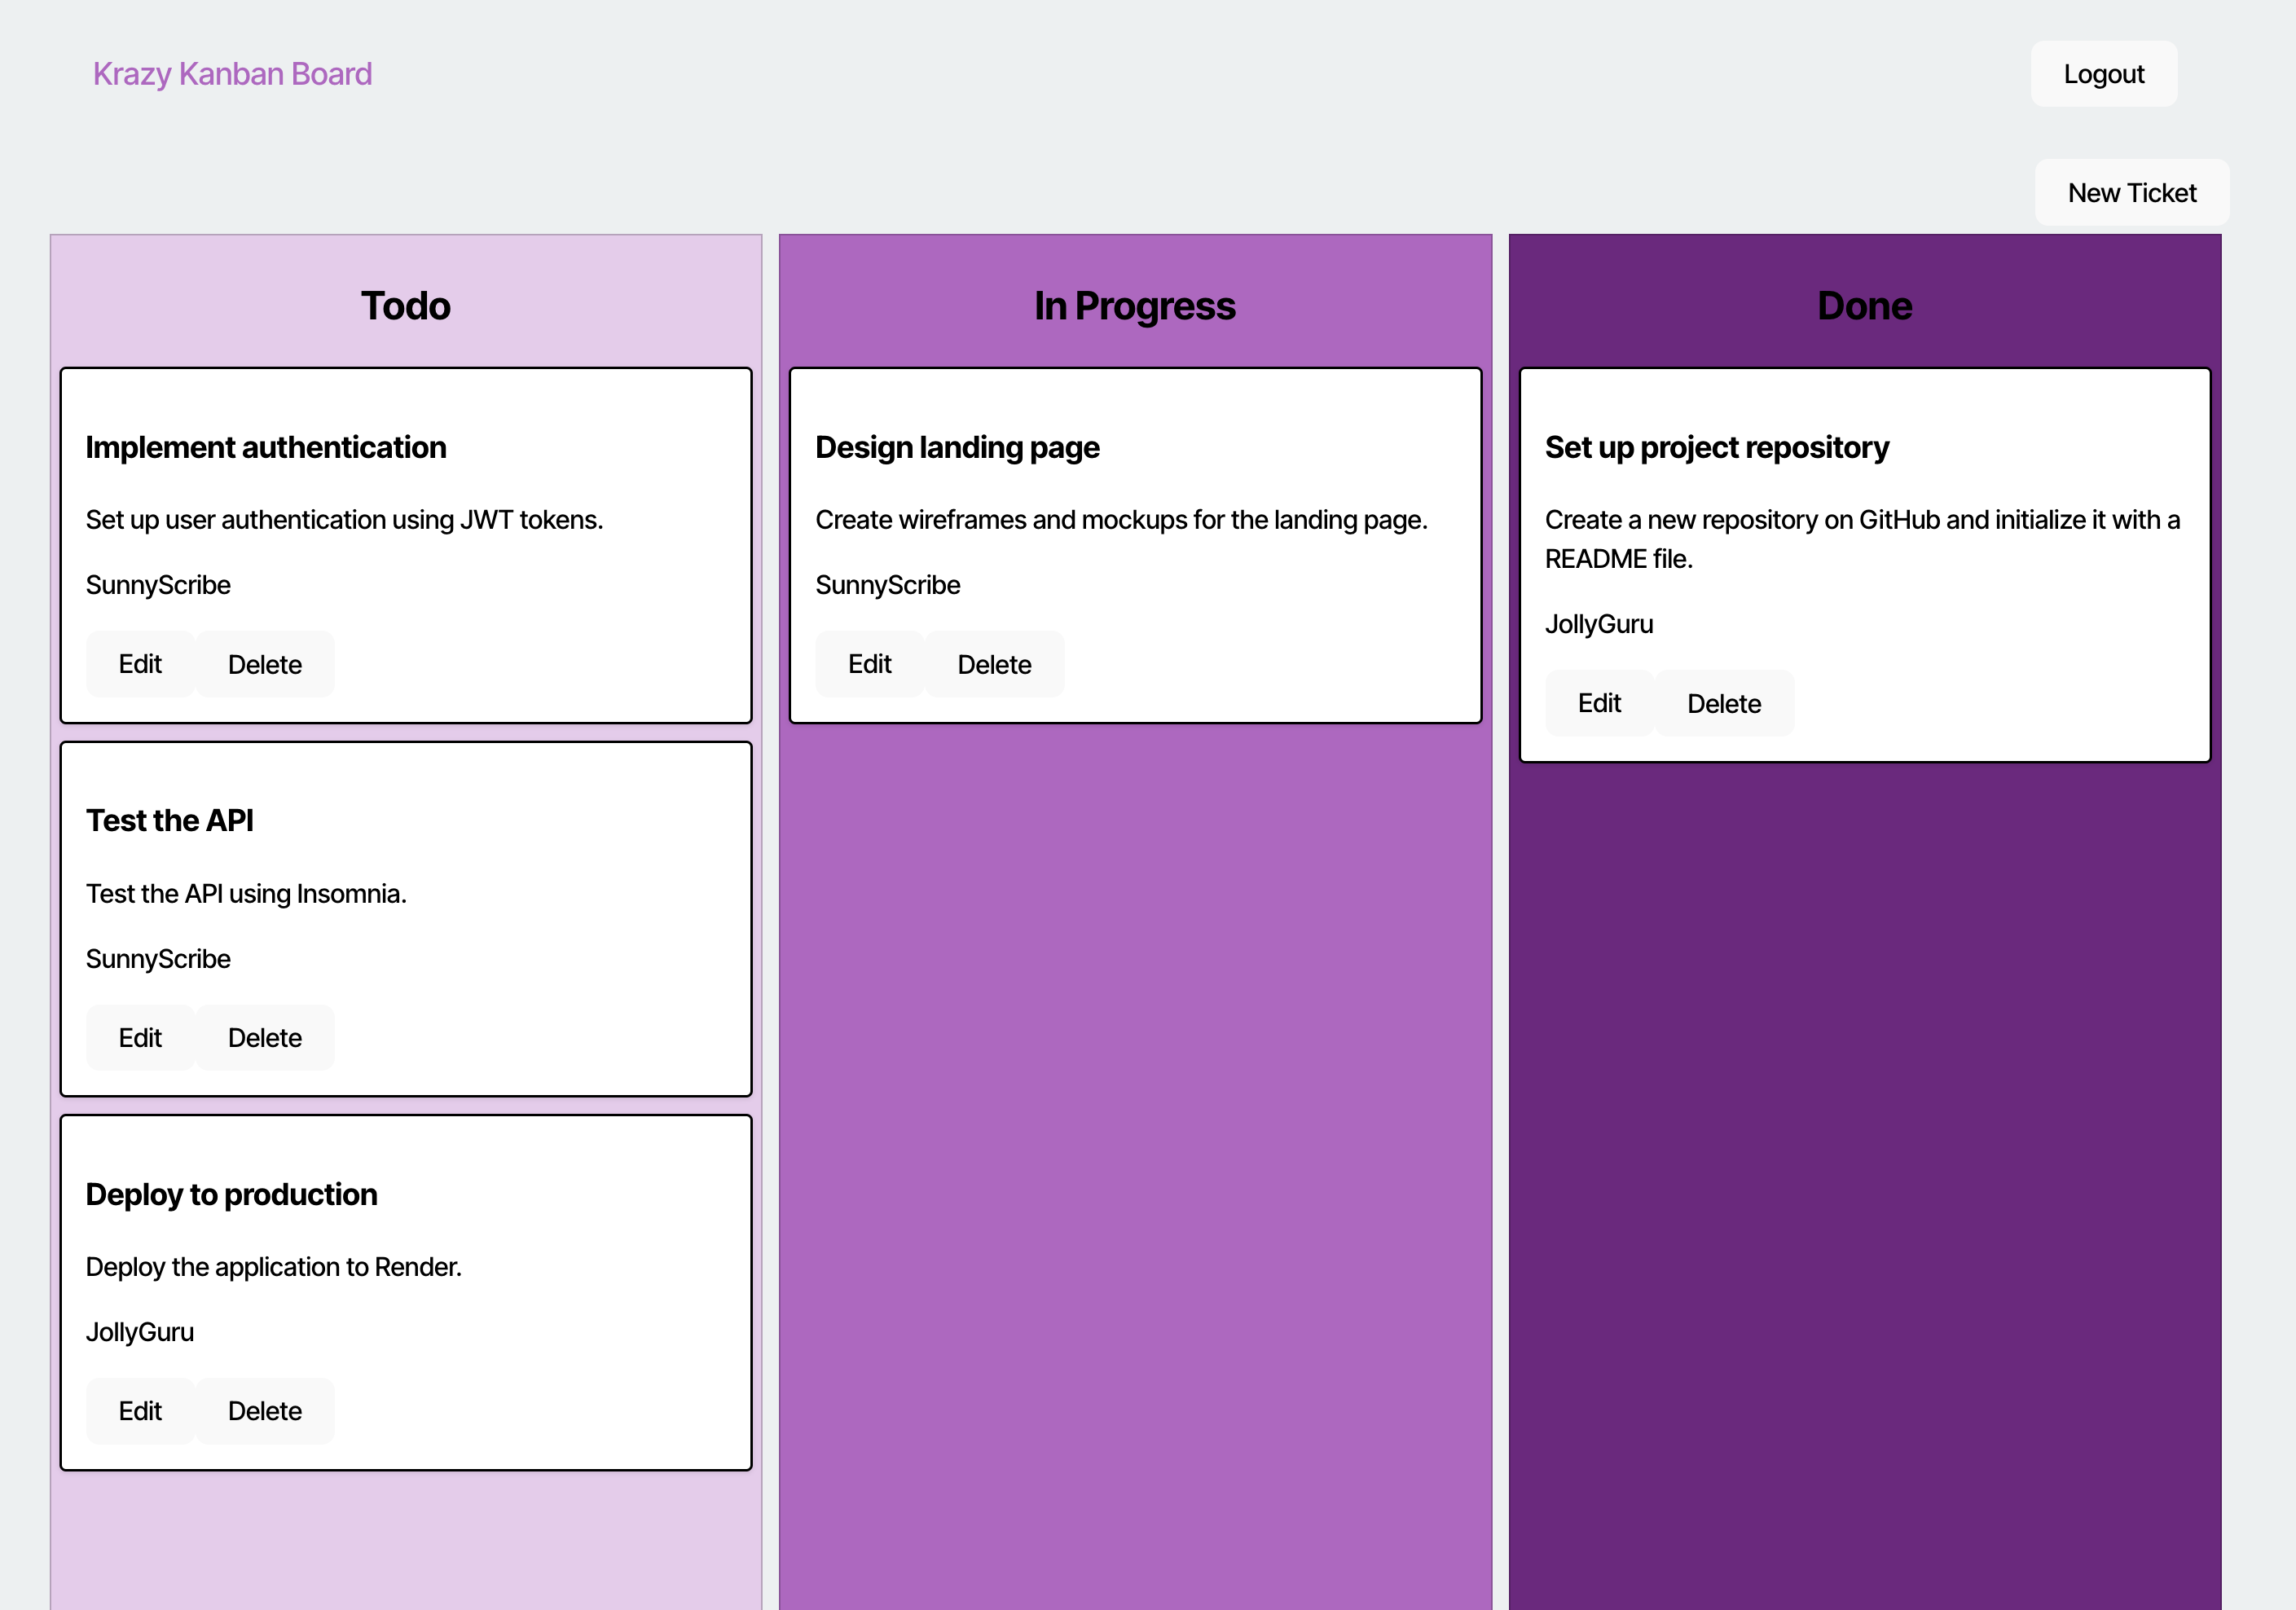 Krazy Kanban Board
Logout
New Ticket
Todo
Implement authentication
Set up user authentication using JWT tokens.
SunnyScribe
Edit Delete
Test the API
Test the API using Insomnia.
SunnyScribe
Edit Delete
Deploy to production
Deploy the application to Render.
JollyGuru
Edit Delete
In Progress
Design landing page
Create wireframes and mockups for the landing page.
SunnyScribe
Edit Delete
Done
Set up project repository
Create a new repository on GitHub and initialize it with a
README file.
JollyGuru
Edit Delete